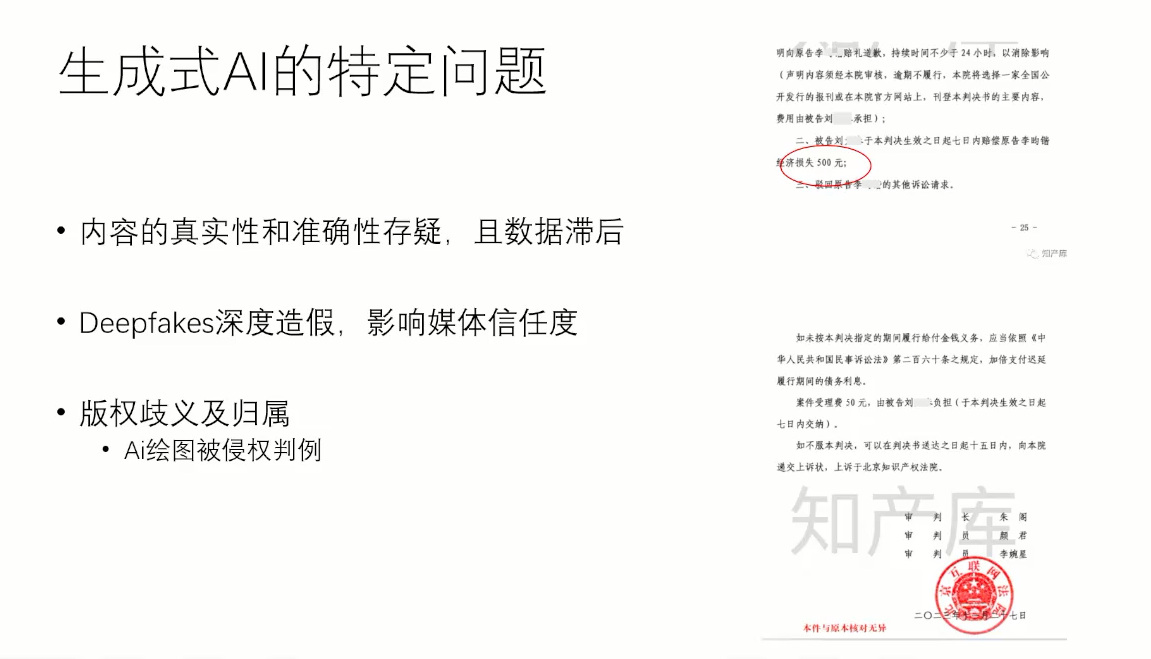 生成式AI的特定问题
• 内容的真实性和准确性存疑，且数据滞后
• Deepfakes深度造假，影响媒体信任度
• 版权歧义及归属
• Ai绘图被侵权判例
明向原告李 赔礼道歉，持续时间不少于 24 小时，以消除影响
（声明内容须经本院审核，逾期不履行，本院将选择一家全国公
开发行的报刊或在本院官方网站上，刊登本判决书的主要内容，
费用由被告刘 承担）；
二、被告刘 于本判决生效之日起七日内赔偿原告李昀锴
经济损失 500 元；
三、驳回原告李 的其他诉讼请求。
- 25 -
知产库
如未按本判决指定的期间履行给付金钱义务，应当依照《中
华人民共和国民事诉讼法》第二百六十条之规定，加倍支付迟延
履行期间的债务利息。
案件受理费 50 元，由被告刘 负担（于本判决生效之日起
七日内交纳）。
如不服本判决，可以在判决书送达之日起十五日内，向本院
递交上诉状，上诉于北京知识产权法院。
知产库
审 判 长 朱 阁
审 判 员 颜 君
审 判 员 李婉星
北京互联网法院
二〇二三年十一月二十七日
本件与原本核对无异